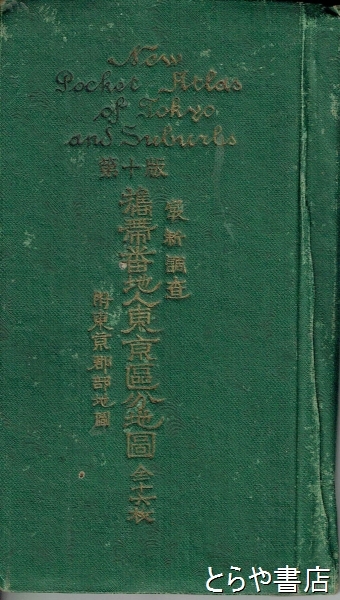 New
Pocket Atlas
of Tokyo
and Suburbs
第十版
最新調査
携帯番地入東京區分地圖 全十六枚
附東京郡部地圖
とらや書店